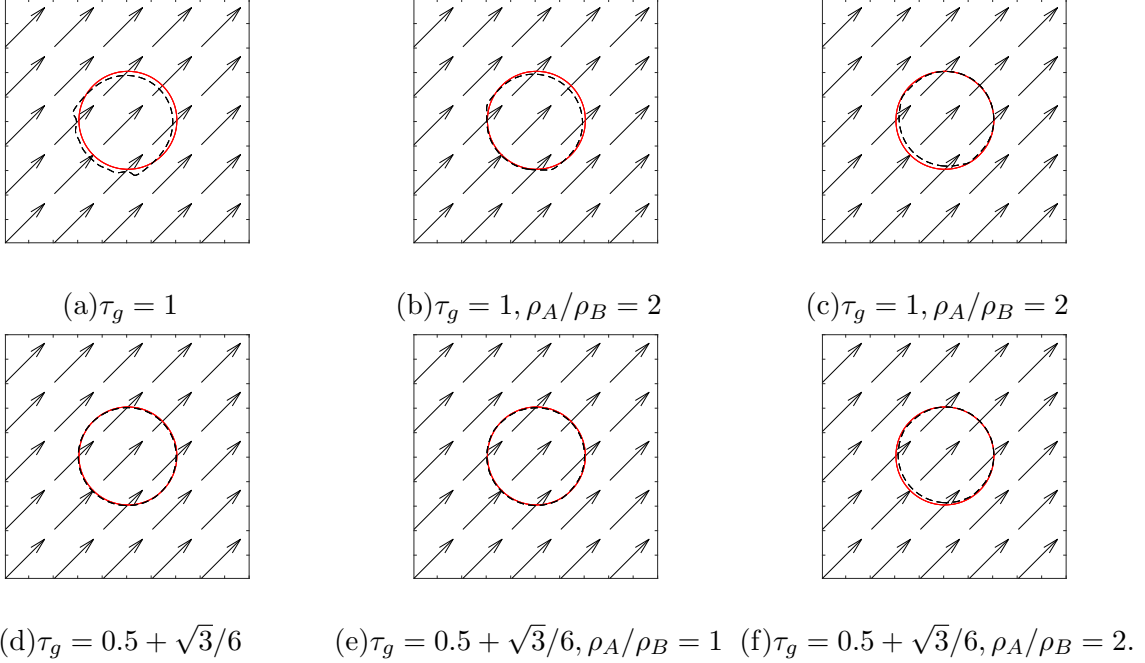 (a)τ_g = 1
(b)τ_g = 1, ρ_A/ρ_B = 2
(c)τ_g = 1, ρ_A/ρ_B = 2
(d)τ_g = 0.5 + √3/6
(e)τ_g = 0.5 + √3/6, ρ_A/ρ_B = 1
(f)τ_g = 0.5 + √3/6, ρ_A/ρ_B = 2.